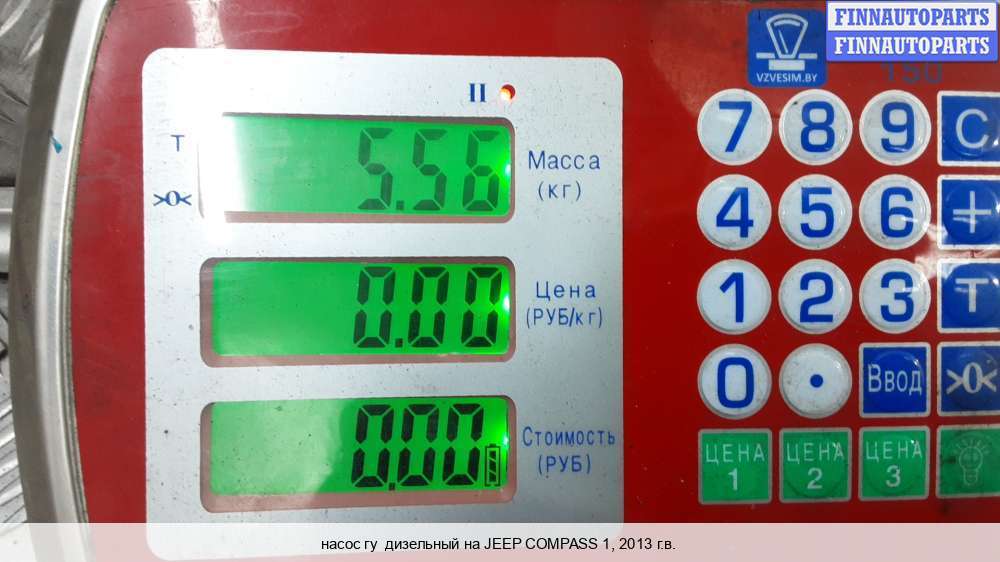 FINNAUTOPARTS
FINNAUTOPARTS
VZVESIM.BY
150
II
T
>0<
5.56
Масса
(кг)
0.00
Цена
(РУБ/кг)
0.00
Стоимость
(РУБ)
7 8 9 C
4 5 6 +
1 2 3 T
0 . Ввод >0<
ЦЕНА 1
ЦЕНА 2
ЦЕНА 3
насос гу дизельный на JEEP COMPASS 1, 2013 г.в.